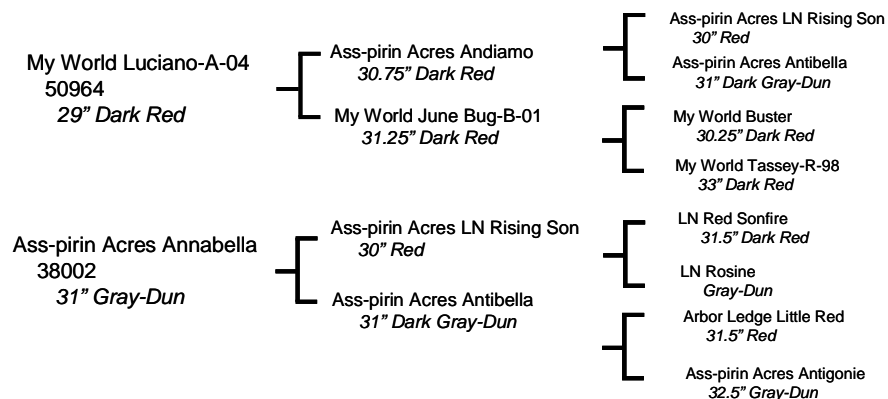 My World Luciano-A-04
50964
29” Dark Red
Ass-pirin Acres Andiamo
30.75” Dark Red
My World June Bug-B-01
31.25” Dark Red
Ass-pirin Acres LN Rising Son
30” Red
Ass-pirin Acres Antibella
31” Dark Gray-Dun
My World Buster
30.25” Dark Red
My World Tassey-R-98
33” Dark Red
Ass-pirin Acres Annabella
38002
31” Gray-Dun
Ass-pirin Acres LN Rising Son
30” Red
Ass-pirin Acres Antibella
31” Dark Gray-Dun
LN Red Sonfire
31.5” Dark Red
LN Rosine
Gray-Dun
Arbor Ledge Little Red
31.5” Red
Ass-pirin Acres Antigonie
32.5” Gray-Dun